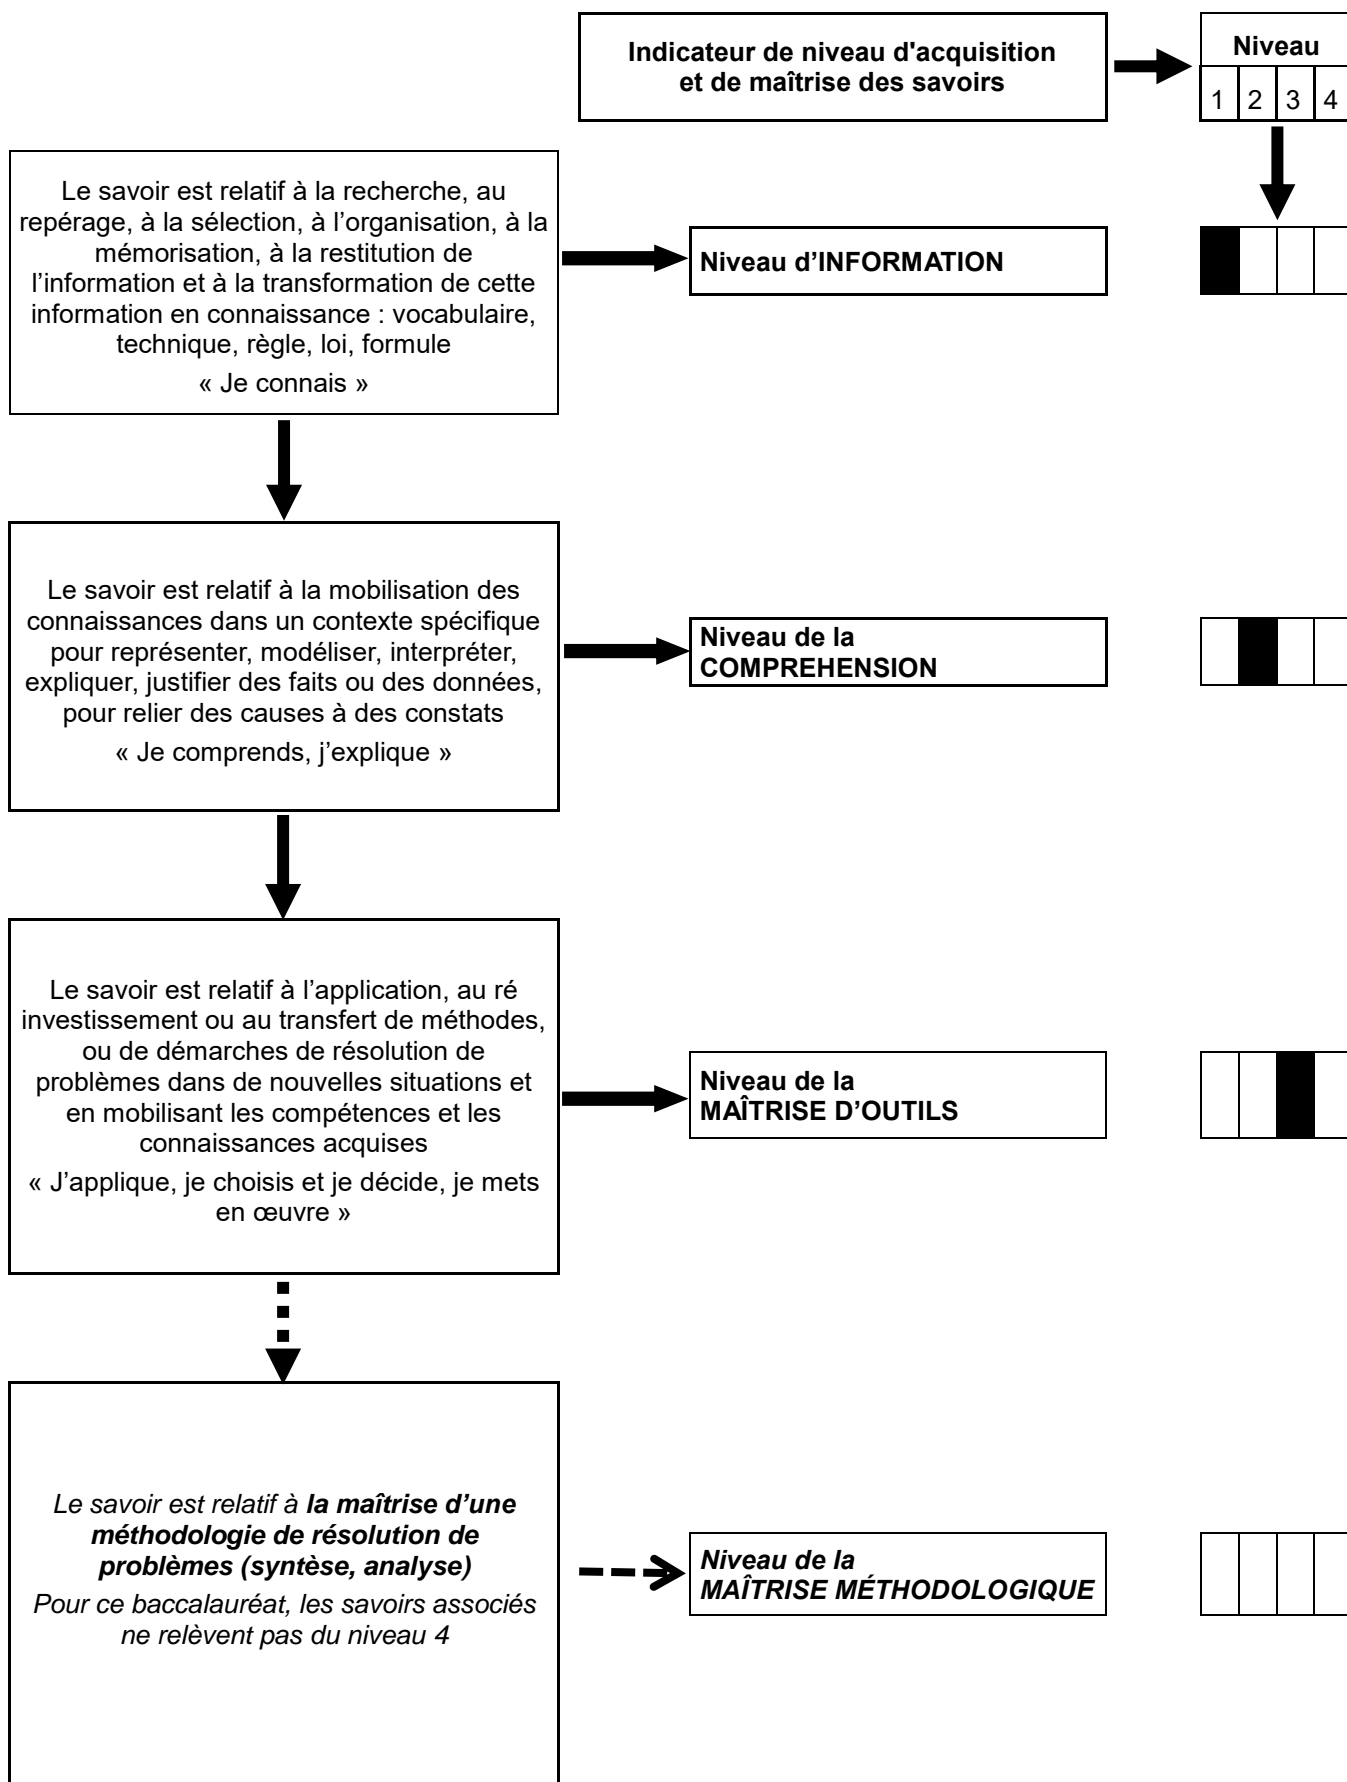 Indicateur de niveau d'acquisition
et de maîtrise des savoirs
Niveau
1 2 3 4
Le savoir est relatif à la recherche, au
repérage, à la sélection, à l’organisation, à la
mémorisation, à la restitution de
l’information et à la transformation de cette
information en connaissance : vocabulaire,
technique, règle, loi, formule
« Je connais »
Niveau d’INFORMATION
Le savoir est relatif à la mobilisation des
connaissances dans un contexte spécifique
pour représenter, modéliser, interpréter,
expliquer, justifier des faits ou des données,
pour relier des causes à des constats
« Je comprends, j’explique »
Niveau de la
COMPREHENSION
Le savoir est relatif à l’application, au ré
investissement ou au transfert de méthodes,
ou de démarches de résolution de
problèmes dans de nouvelles situations et
en mobilisant les compétences et les
connaissances acquises
« J’applique, je choisis et je décide, je mets
en œuvre »
Niveau de la
MAÎTRISE D’OUTILS
Le savoir est relatif à la maîtrise d’une
méthodologie de résolution de
problèmes (syntèse, analyse)
Pour ce baccalauréat, les savoirs associés
ne relèvent pas du niveau 4
Niveau de la
MAÎTRISE MÉTHODOLOGIQUE